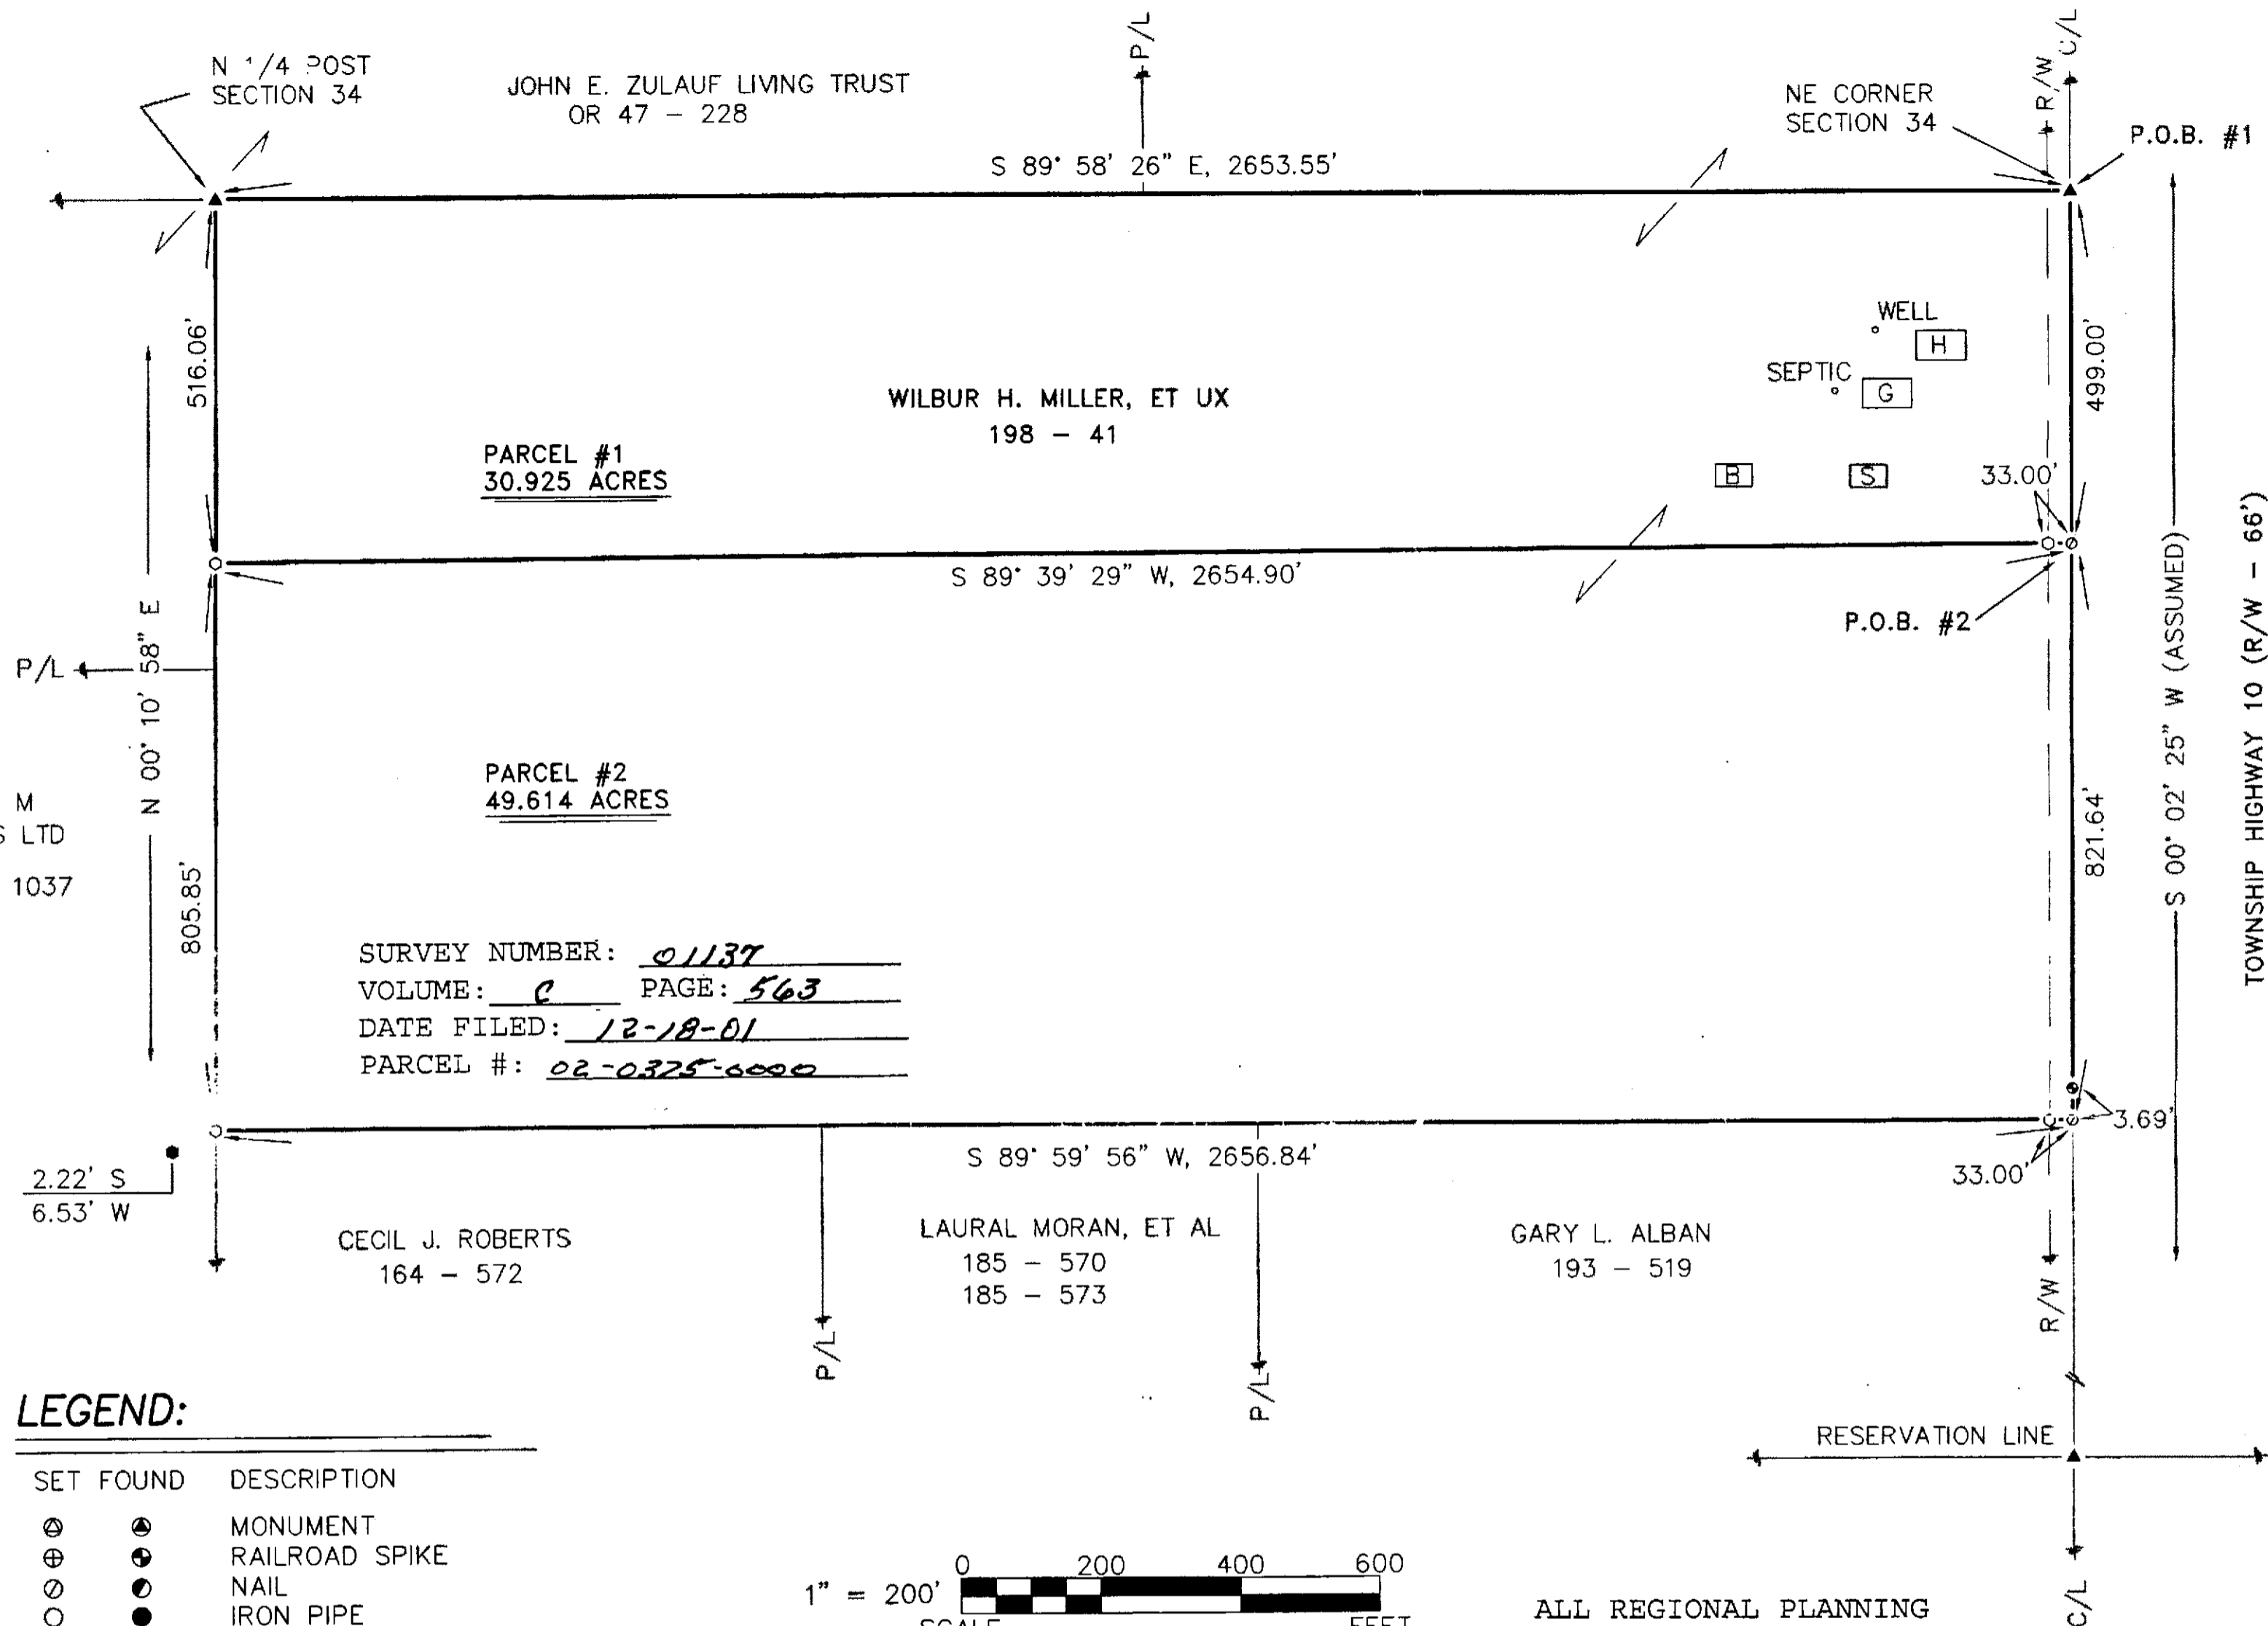 N 1/4 POST
SECTION 34
JOHN E. ZULAUF LIVING TRUST
OR 47 – 228
P/L
R/W
C/L
NE CORNER
SECTION 34
P.O.B. #1
S 89° 58' 26" E, 2653.55'
516.06'
WELL
H
SEPTIC
G
499.00'
WILBUR H. MILLER, ET UX
198 – 41
PARCEL #1
30.925 ACRES
B
S
33.00'
S 89° 39' 29" W, 2654.90'
P.O.B. #2
P/L
N 00° 10' 58" E
S 00° 02' 25" W (ASSUMED)
TOWNSHIP HIGHWAY 10 (R/W – 66')
PARCEL #2
49.614 ACRES
M
S LTD
1037
805.85'
821.64'
SURVEY NUMBER: 01137
VOLUME: C PAGE: 563
DATE FILED: 12-18-01
PARCEL #: 02-0375-0000
3.69'
S 89° 59' 56" W, 2656.84'
33.00'
2.22' S
6.53' W
CECIL J. ROBERTS
164 – 572
LAURAL MORAN, ET AL
185 – 570
185 – 573
GARY L. ALBAN
193 – 519
P/L
P/L
R/W
LEGEND:
RESERVATION LINE
SET FOUND DESCRIPTION
MONUMENT
RAILROAD SPIKE
NAIL
IRON PIPE
0 200 400 600
1" = 200'
SCALE FEET
ALL REGIONAL PLANNING
C/L